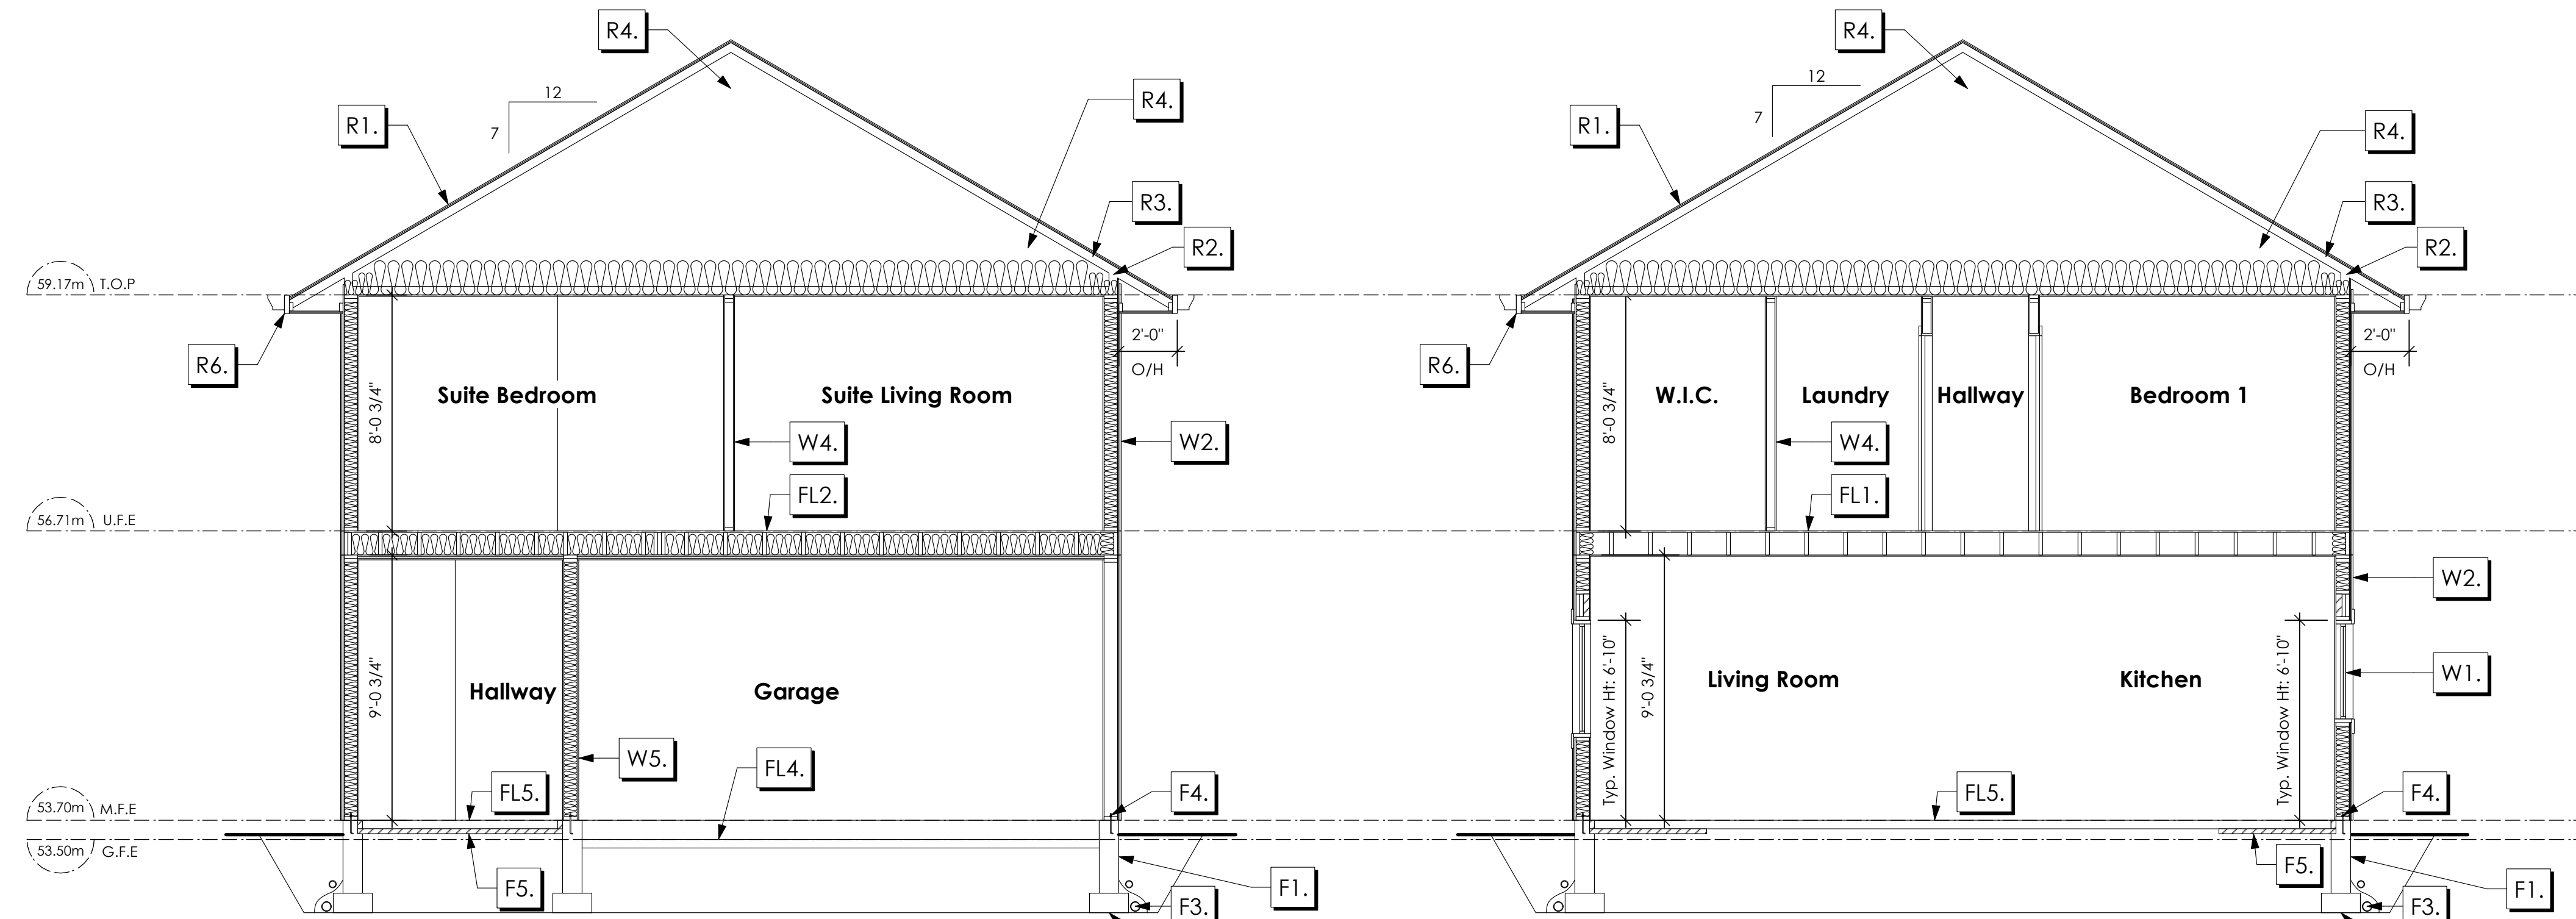 R4.
12
7
R1.
R4.
R3.
R2.
59.17m T.O.P
R6.
2'-0"
O/H
8'-0 3/4"
Suite Bedroom
Suite Living Room
W4.
W2.
FL2.
56.71m U.F.E
9'-0 3/4"
Hallway
Garage
W5.
FL4.
FL5.
F4.
53.70m M.F.E
53.50m G.F.E
F5.
F1.
F3.
R4.
12
7
R1.
R4.
R3.
R2.
R6.
2'-0"
O/H
8'-0 3/4"
W.I.C.
Laundry
Hallway
Bedroom 1
W4.
FL1.
W2.
Typ. Window Ht: 6'-10"
9'-0 3/4"
Living Room
Kitchen
Typ. Window Ht: 6'-10"
W1.
FL5.
F4.
F5.
F1.
F3.